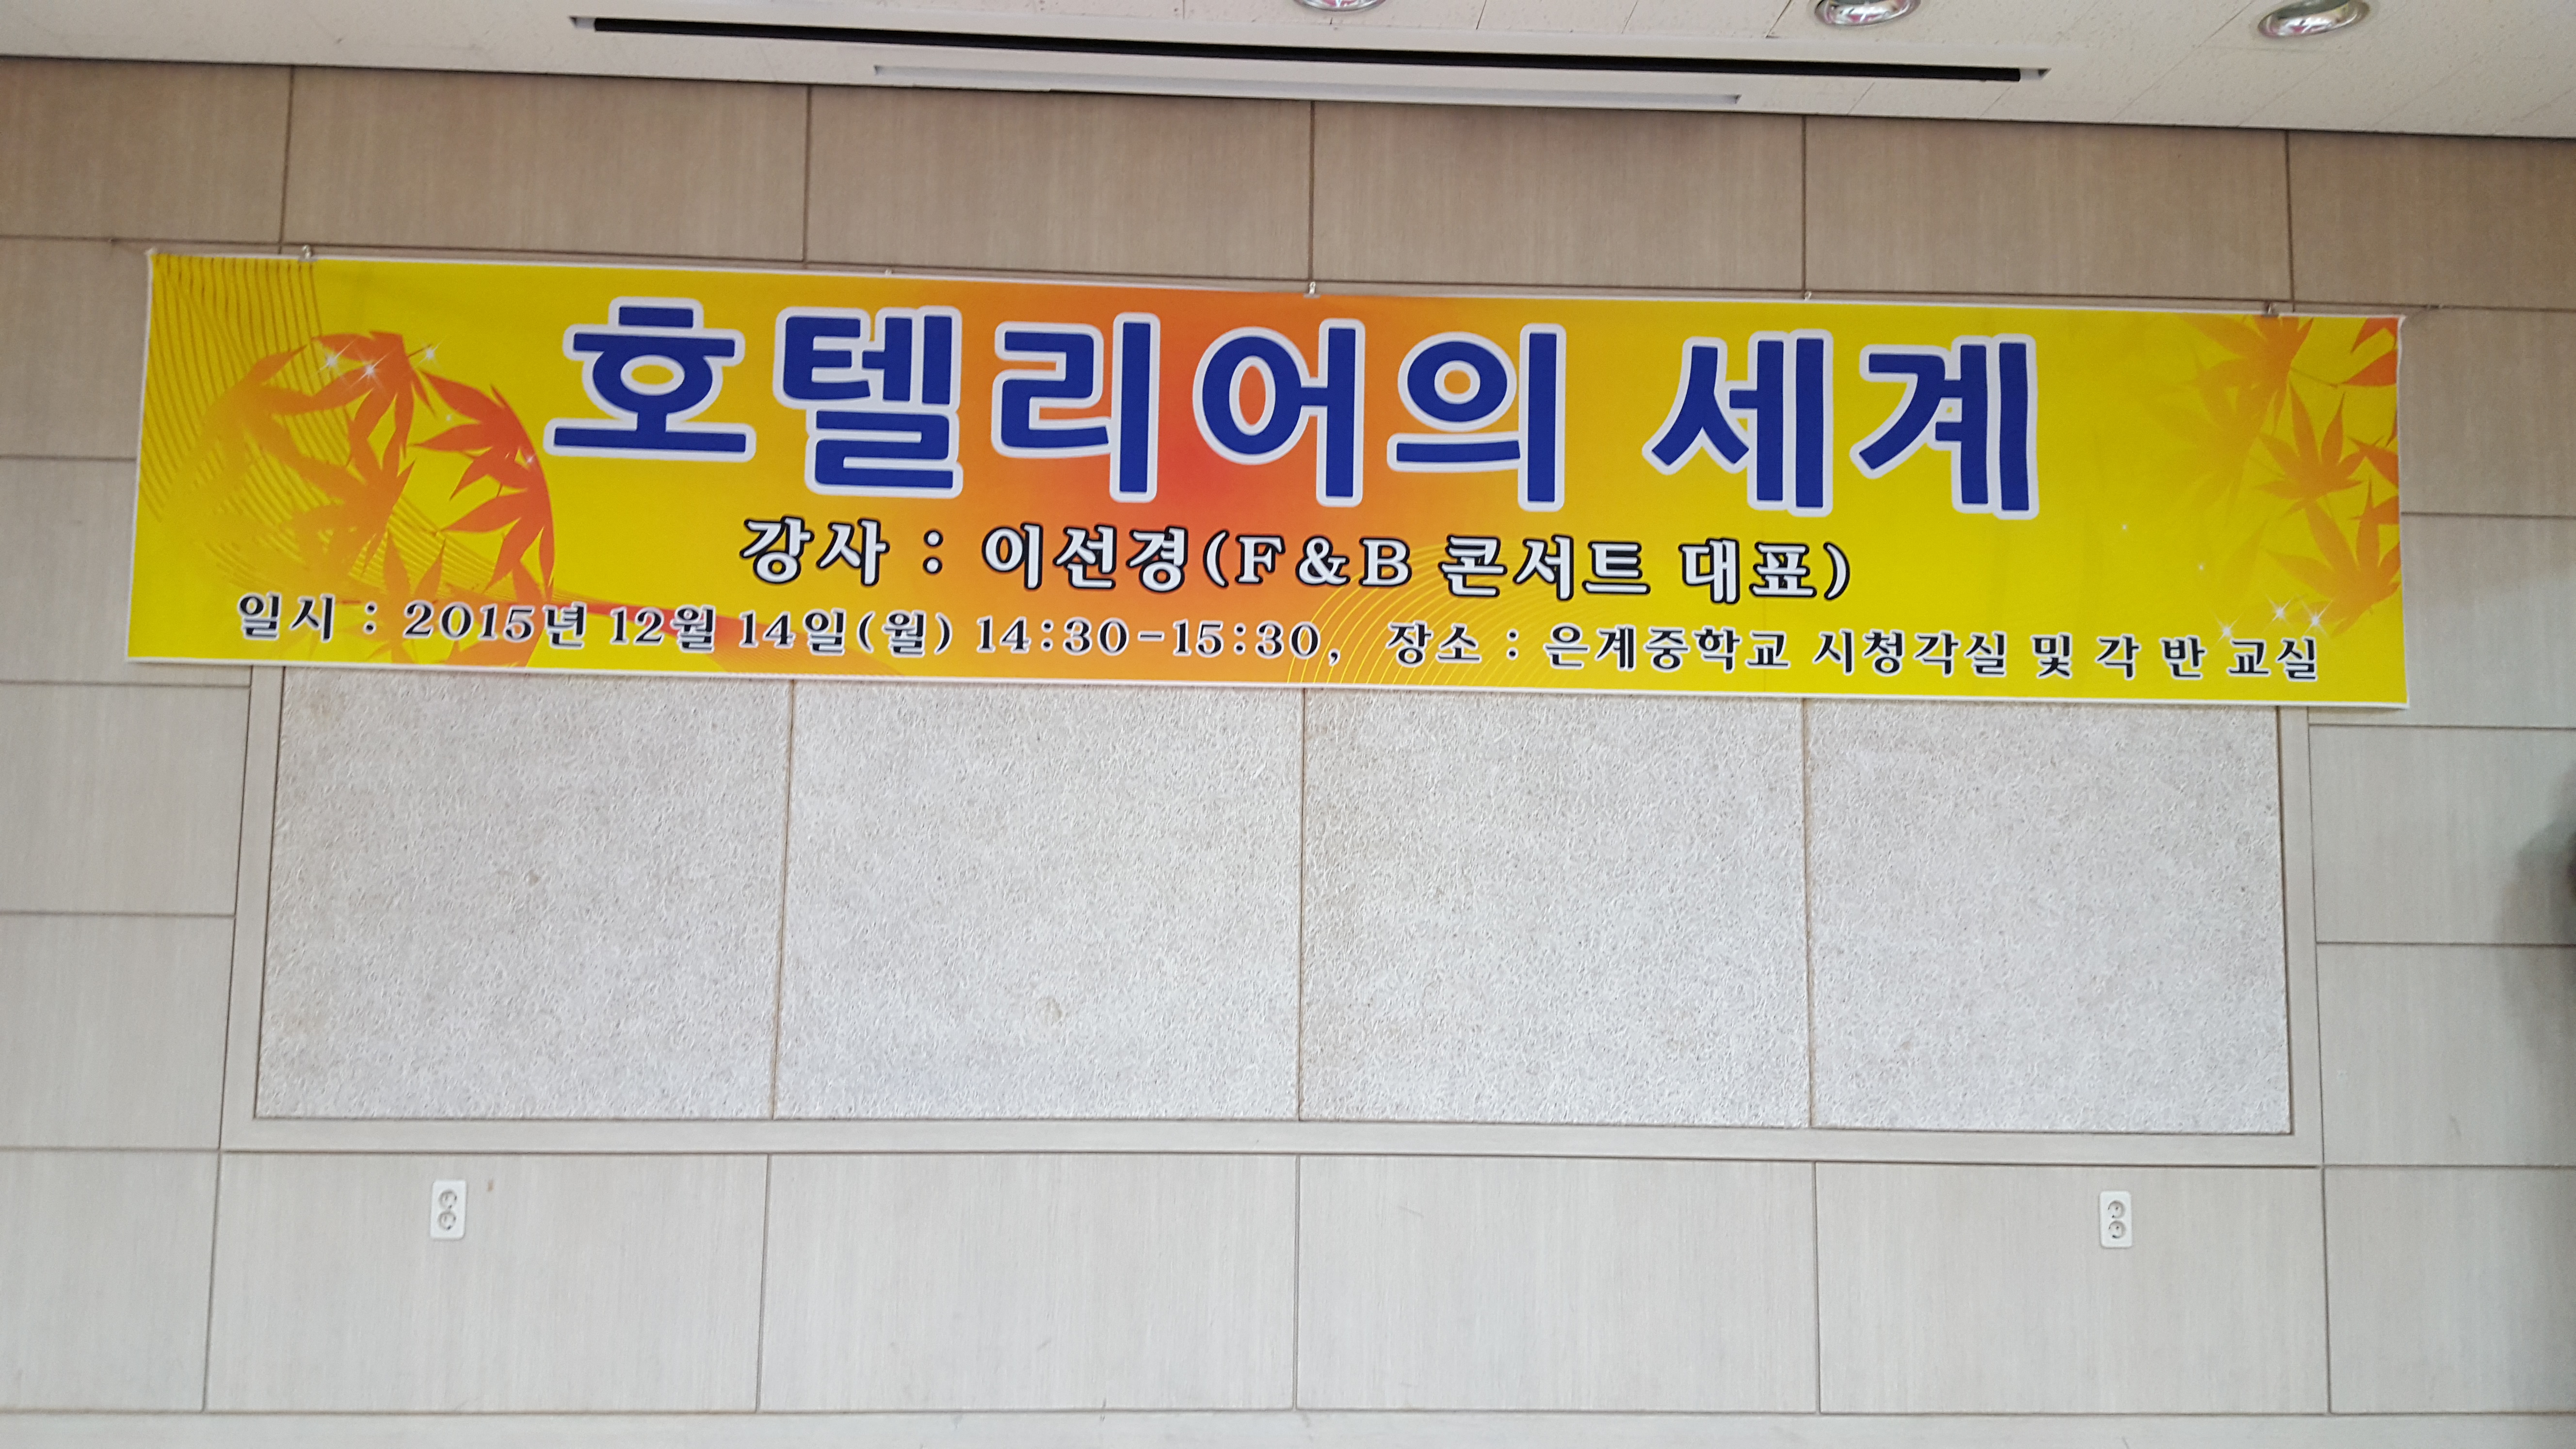 호텔리어의 세계
강사 : 이선경(F&B 콘서트 대표)
일시 : 2015년 12월 14일(월) 14:30-15:30, 장소 : 은계중학교 시청각실 및 각 반 교실